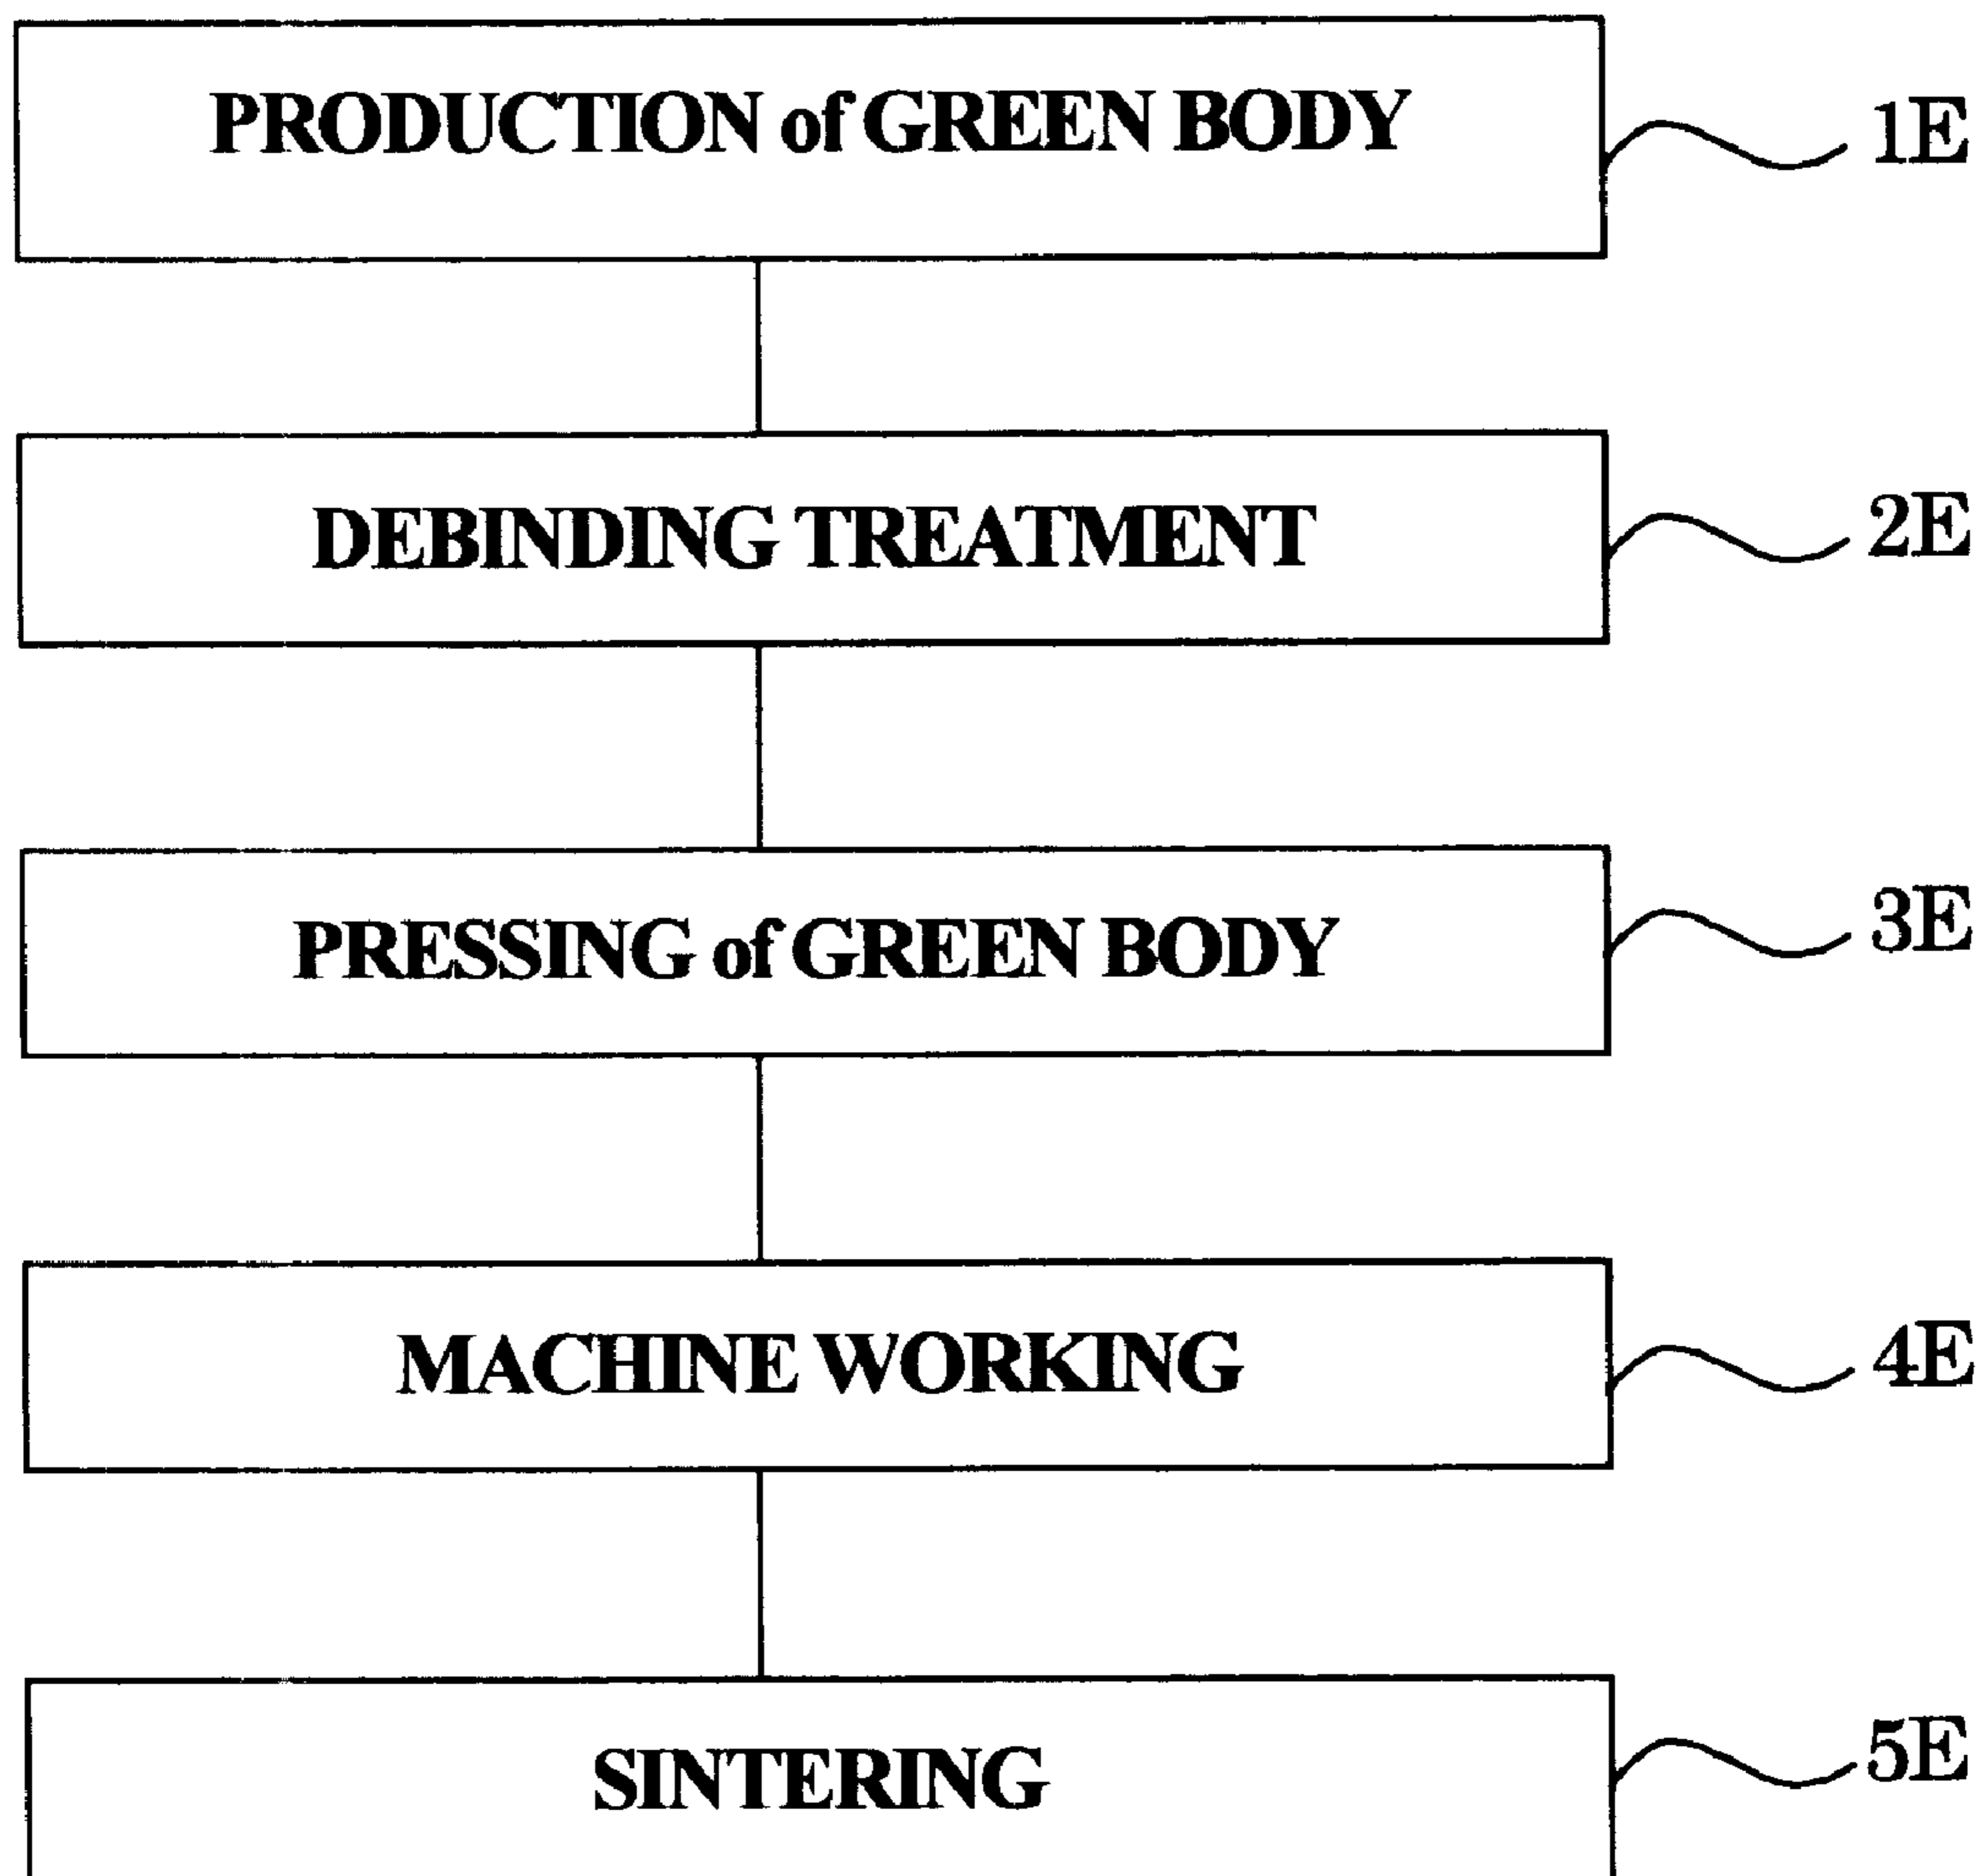 PRODUCTION of GREEN BODY 1E
DEBINDING TREATMENT 2E
PRESSING of GREEN BODY 3E
MACHINE WORKING 4E
SINTERING 5E